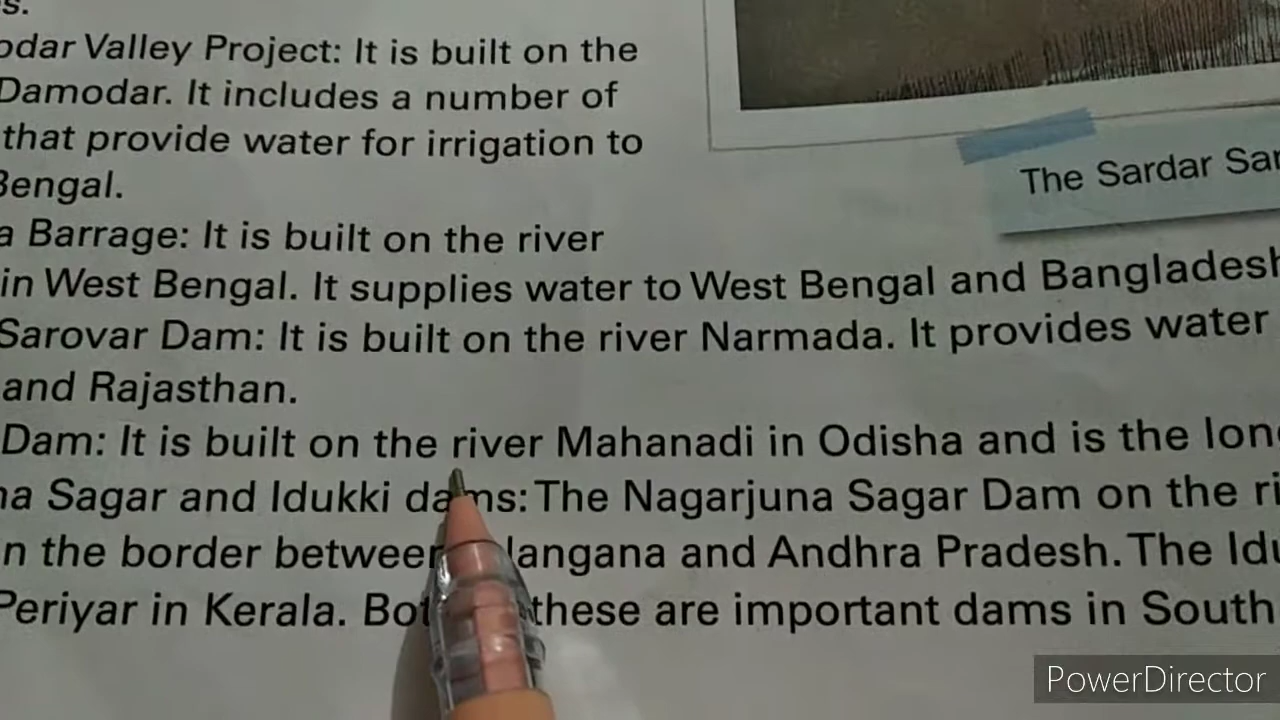 s.
odar Valley Project: It is built on the
Damodar. It includes a number of
that provide water for irrigation to
Bengal.
a Barrage: It is built on the river
in West Bengal. It supplies water to West Bengal and Bangladesh
Sarovar Dam: It is built on the river Narmada. It provides water
and Rajasthan.
Dam: It is built on the river Mahanadi in Odisha and is the long
na Sagar and Idukki dams: The Nagarjuna Sagar Dam on the ri
n the border between langana and Andhra Pradesh. The Idu
Periyar in Kerala. Bot these are important dams in South
The Sardar Sar
PowerDirector